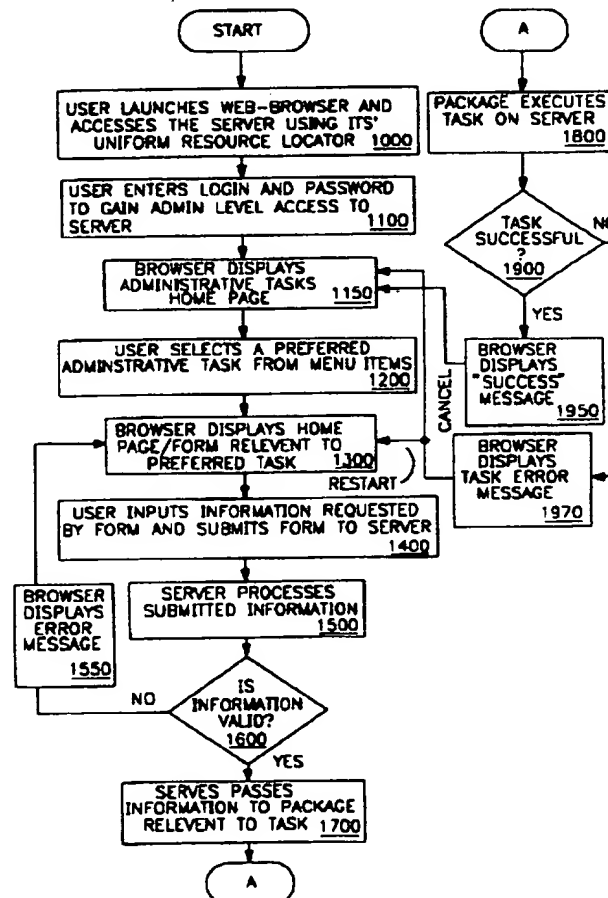 START
USER LAUNCHES WEB-BROWSER AND
ACCESSES THE SERVER USING ITS'
UNIFORM RESOURCE LOCATOR
1000
USER ENTERS LOGIN AND PASSWORD
TO GAIN ADMIN LEVEL ACCESS TO
SERVER
1100
BROWSER DISPLAYS
ADMINISTRATIVE TASKS
HOME PAGE
1150
USER SELECTS A PREFERRED
ADMINSTRATIVE TASK FROM MENU ITEMS
1200
BROWSER DISPLAYS HOME
PAGE/FORM RELEVENT TO
PREFERRED TASK
1300
RESTART
CANCEL
USER INPUTS INFORMATION REQUESTED
BY FORM AND SUBMITS FORM TO SERVER
1400
SERVER PROCESSES
SUBMITTED INFORMATION
1500
BROWSER
DISPLAYS
ERROR
MESSAGE
1550
NO
IS
INFORMATION
VALID?
1600
YES
SERVES PASSES
INFORMATION TO PACKAGE
RELEVENT TO TASK
1700
A
A
PACKAGE EXECUTES
TASK ON SERVER
1800
TASK
SUCCESSFUL
?
1900
NO
YES
BROWSER
DISPLAYS
"SUCCESS"
MESSAGE
1950
BROWSER
DISPLAYS
TASK ERROR
MESSAGE
1970